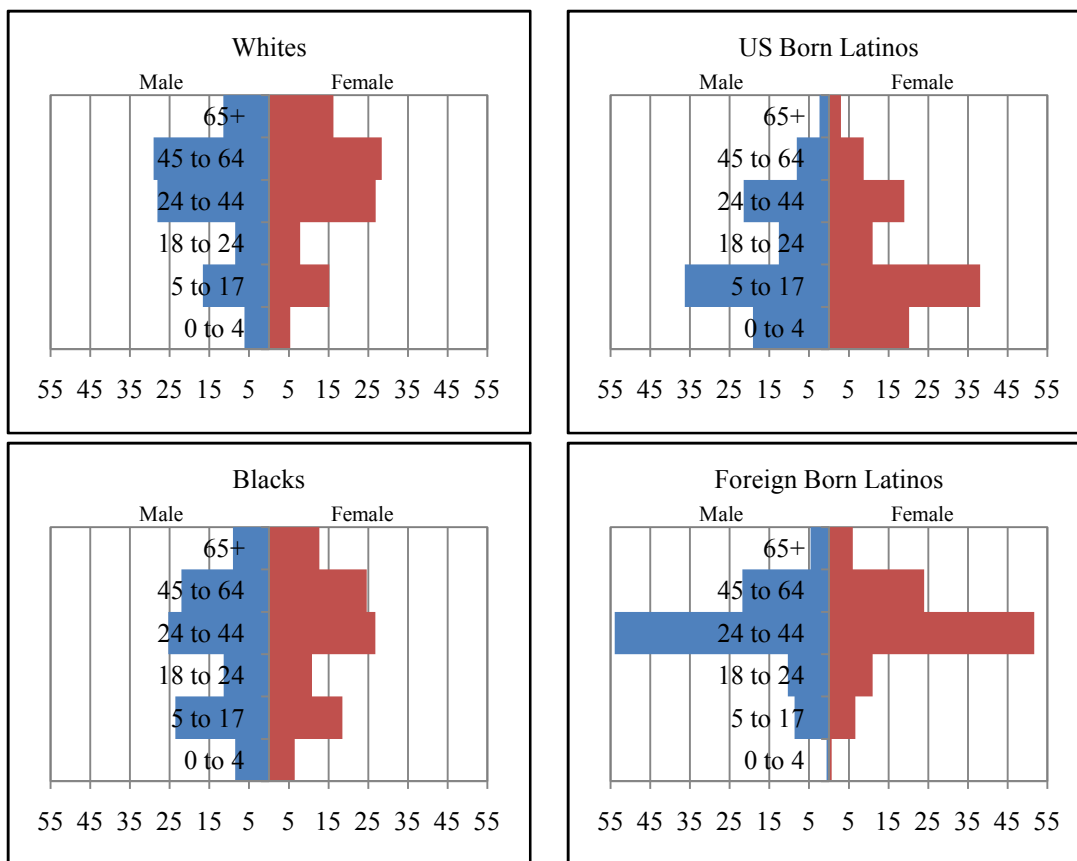 Whites
Male Female
65+
45 to 64
24 to 44
18 to 24
5 to 17
0 to 4
55 45 35 25 15 5 5 15 25 35 45 55
US Born Latinos
Male Female
65+
45 to 64
24 to 44
18 to 24
5 to 17
0 to 4
55 45 35 25 15 5 5 15 25 35 45 55
Blacks
Male Female
65+
45 to 64
24 to 44
18 to 24
5 to 17
0 to 4
55 45 35 25 15 5 5 15 25 35 45 55
Foreign Born Latinos
Male Female
65+
45 to 64
24 to 44
18 to 24
5 to 17
0 to 4
55 45 35 25 15 5 5 15 25 35 45 55